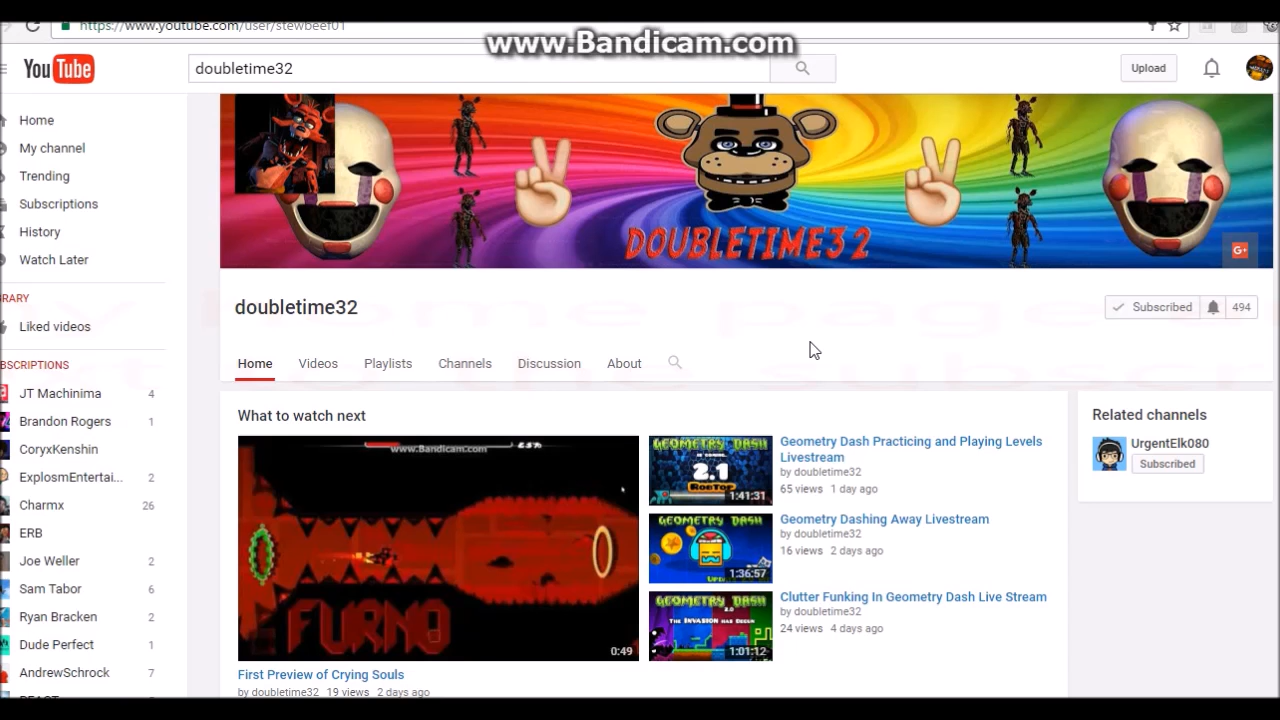 https://www.youtube.com/user/stewbeef01
www.Bandicam.com
YouTube
doubletime32
Upload
Home
My channel
Trending
Subscriptions
History
Watch Later
BRARY
Liked videos
BSCRIPTIONS
JT Machinima 4
Brandon Rogers 1
CoryxKenshin
ExplosmEntertai... 2
Charmx 26
ERB
Joe Weller 2
Sam Tabor 6
Ryan Bracken 2
Dude Perfect 1
AndrewSchrock 7
DOUBLETIME32
G+
doubletime32
Subscribed 494
Home Videos Playlists Channels Discussion About
What to watch next
www.Bandicam.com
FURNO
0:49
First Preview of Crying Souls
by doubletime32 19 views 2 days ago
GEOMETRY DASH
2.1
RobTop
1:41:31
Geometry Dash Practicing and Playing Levels
Livestream
by doubletime32
65 views 1 day ago
GEOMETRY DASH
1:36:57
Geometry Dashing Away Livestream
by doubletime32
16 views 2 days ago
GEOMETRY DASH
2.0
THE INVASION HAS BEGUN
1:01:12
Clutter Funking In Geometry Dash Live Stream
by doubletime32
24 views 4 days ago
Related channels
UrgentElk080
Subscribed